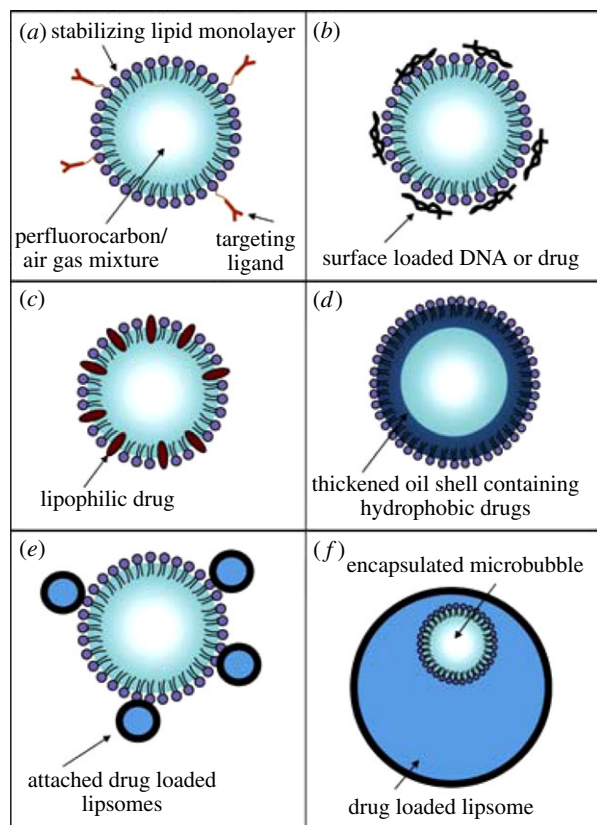 (a) stabilizing lipid monolayer
perfluorocarbon/
air gas mixture
targeting
ligand
(b)
surface loaded DNA or drug
(c)
lipophilic drug
(d)
thickened oil shell containing
hydrophobic drugs
(e)
attached drug loaded
lipsomes
(f)
encapsulated microbubble
drug loaded lipsome